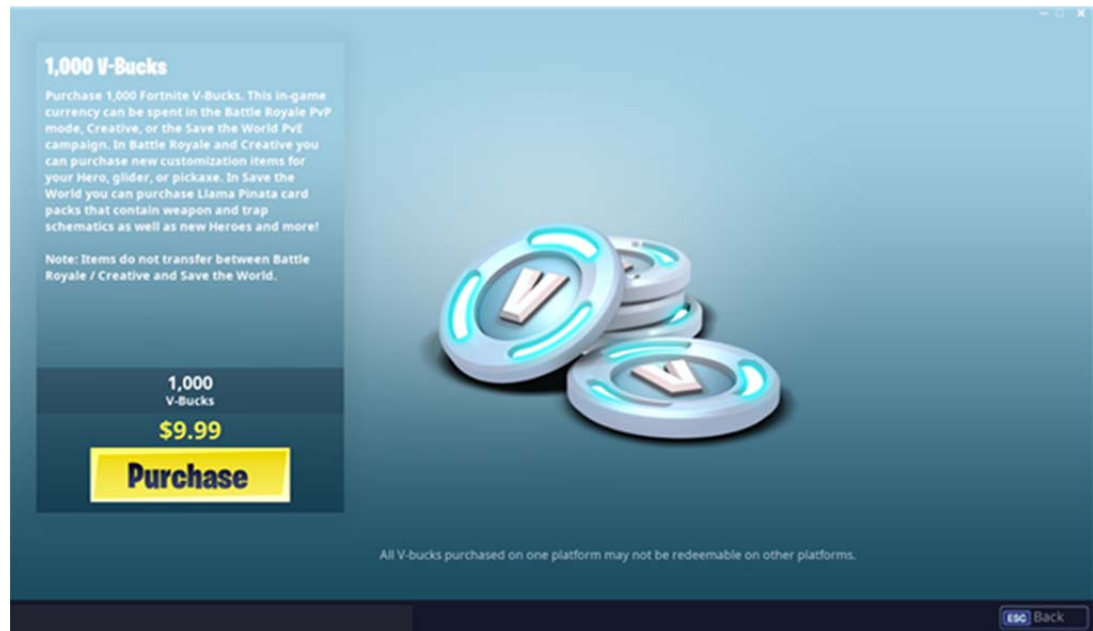 1,000 V-Bucks
Purchase 1,000 Fortnite V-Bucks. This in-game
currency can be spent in the Battle Royale PvP
mode, Creative, or the Save the World PvE
campaign. In Battle Royale and Creative you
can purchase new customization items for
your Hero, glider, or pickaxe. In Save the
World you can purchase Llama Pinata card
packs that contain weapon and trap
schematics as well as new Heroes and more!
Note: Items do not transfer between Battle
Royale / Creative and Save the World.
V
V
1,000
V-Bucks
$9.99
Purchase
All V-bucks purchased on one platform may not be redeemable on other platforms.
ESC Back